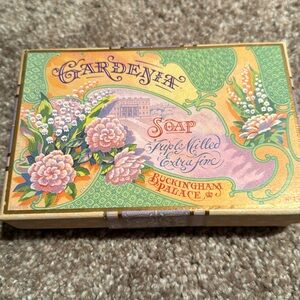 GARDENIA
SOAP
Triple Milled
Extra fine
BUCKINGHAM
PALACE